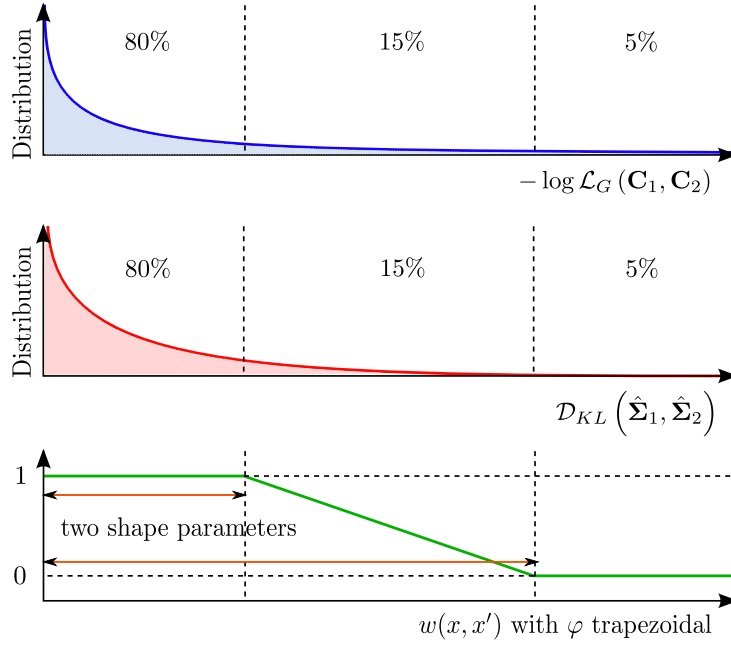 Distribution
80% 15% 5%
− log ℒ_G (C₁, C₂)
Distribution
80% 15% 5%
𝒟_KL (Σ̂₁, Σ̂₂)
1
two shape parameters
0
w(x, x′) with φ trapezoidal